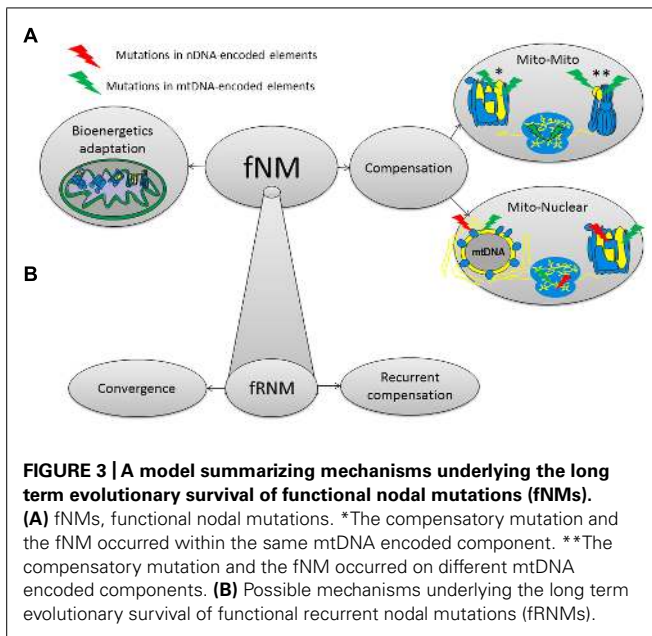 A
Mutations in nDNA-encoded elements
Mutations in mtDNA-encoded elements
Mito-Mito
*
**
Bioenergetics
adaptation
fNM
Compensation
Mito-Nuclear
mtDNA
B
Convergence
fRNM
Recurrent
compensation
FIGURE 3 | A model summarizing mechanisms underlying the long
term evolutionary survival of functional nodal mutations (fNMs).
(A) fNMs, functional nodal mutations. *The compensatory mutation and
the fNM occurred within the same mtDNA encoded component. **The
compensatory mutation and the fNM occurred on different mtDNA
encoded components. (B) Possible mechanisms underlying the long term
evolutionary survival of functional recurrent nodal mutations (fRNMs).